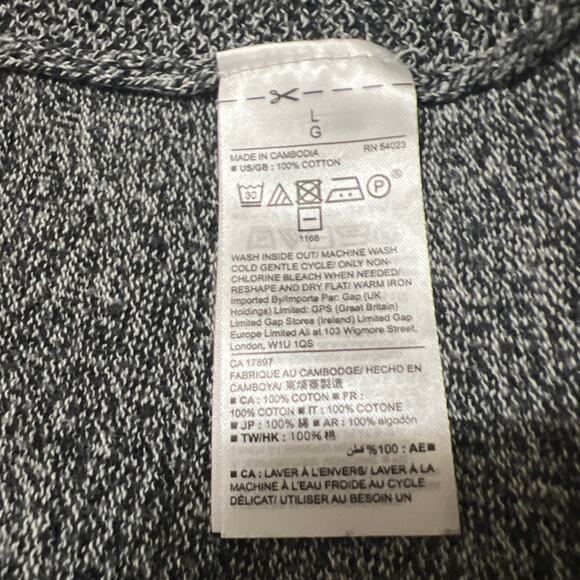 L
G
MADE IN CAMBODIA RN 54023
■ US/GB : 100% COTTON
30 P ®
1166
WASH INSIDE OUT/ MACHINE WASH
COLD GENTLE CYCLE/ ONLY NON-
CHLORINE BLEACH WHEN NEEDED/
RESHAPE AND DRY FLAT/ WARM IRON
Imported By/Importe Par: Gap (UK
Holdings) Limited: GPS (Great Britain)
Limited Gap Stores (Ireland) Limited Gap
Europe Limited All at 103 Wigmore Street,
London, W1U 1QS
CA 17897
FABRIQUE AU CAMBODGE/ HECHO EN
CAMBOYA/ 柬埔寨製造
■ CA : 100% COTON ■ FR :
100% COTON ■ IT : 100% COTONE
■ JP : 100% 綿 ■ AR : 100% algodón
■ TW/HK : 100% 棉
■ AE : 100% قطن
■ CA : LAVER À L'ENVERS/ LAVER À LA
MACHINE À L'EAU FROIDE AU CYCLE
DÉLICAT/ UTILISER AU BESOIN UN